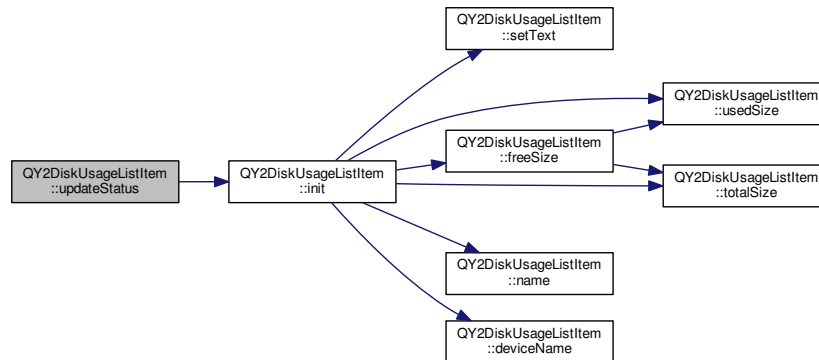 QY2DiskUsageListItem
::updateStatus
QY2DiskUsageListItem
::init
QY2DiskUsageListItem
::setText
QY2DiskUsageListItem
::freeSize
QY2DiskUsageListItem
::name
QY2DiskUsageListItem
::deviceName
QY2DiskUsageListItem
::usedSize
QY2DiskUsageListItem
::totalSize